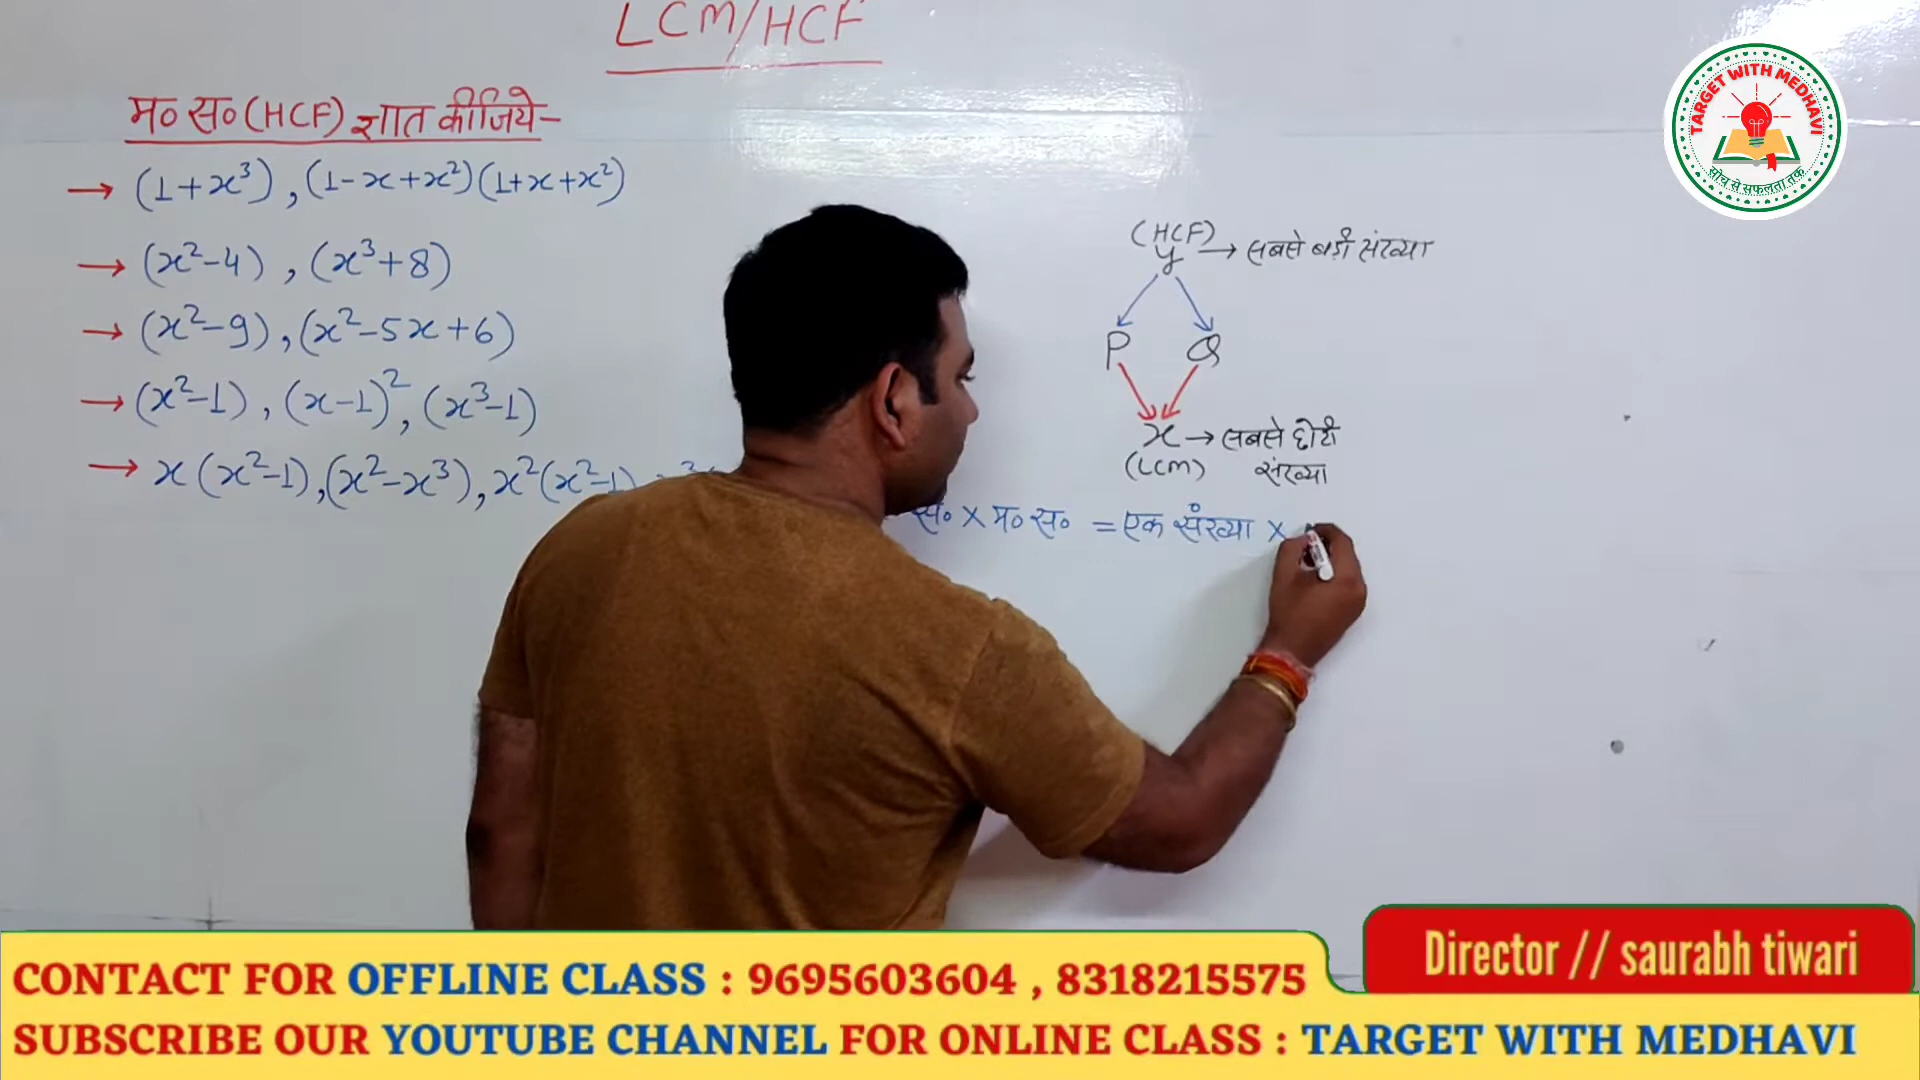 LCM/HCF
म० स० (HCF) ज्ञात कीजिये-
→ (1+x³) , (1-x+x²)(1+x+x²)
→ (x²-4) , (x³+8)
→ (x²-9) , (x²-5x+6)
→ (x²-1) , (x-1)² , (x³-1)
→ x(x²-1) , (x²-x³) , x²(x²-1)
(HCF)
y → सबसे बड़ी संख्या
P Q
x → सबसे छोटी
(LCM) संख्या
स० × म० स० = एक संख्या ×
TARGET WITH MEDHAVI
सोच से सफलता तक
Director // saurabh tiwari
CONTACT FOR OFFLINE CLASS : 9695603604 , 8318215575
SUBSCRIBE OUR YOUTUBE CHANNEL FOR ONLINE CLASS : TARGET WITH MEDHAVI